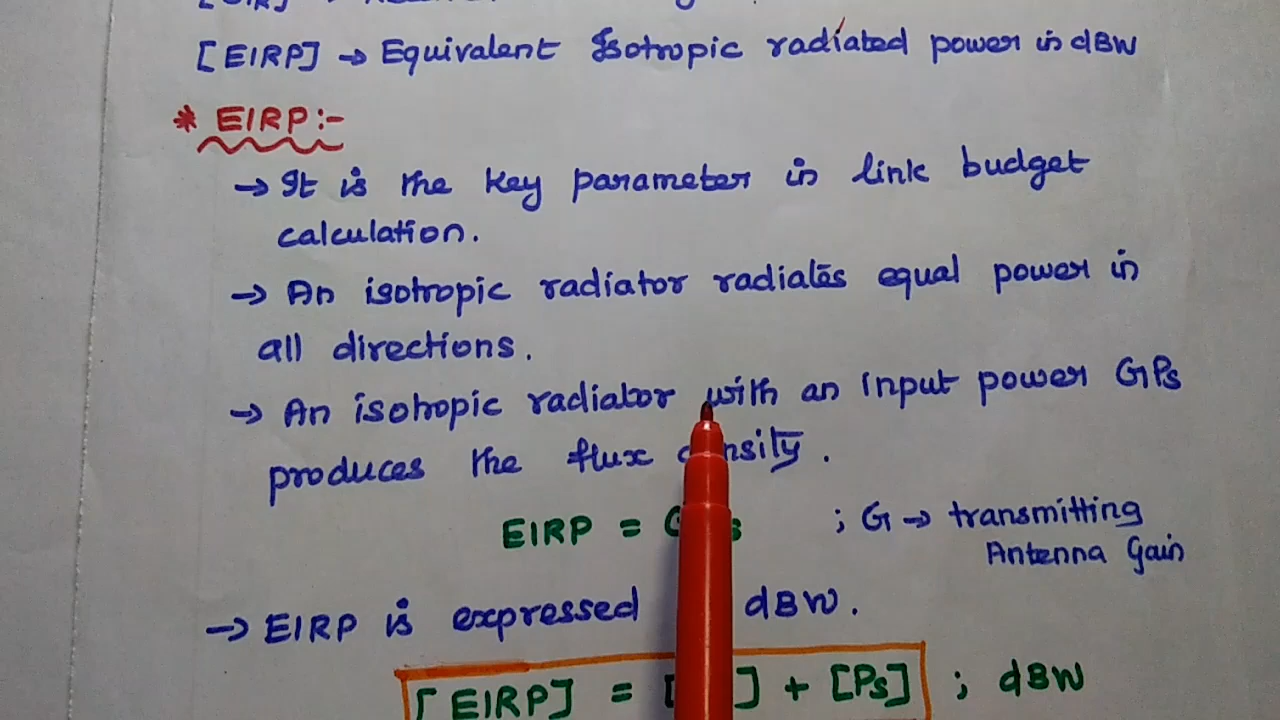 [EIRP] → Equivalent Isotropic radiated power in dBW
* EIRP:-
→ It is the key parameter in link budget
calculation.
→ An isotropic radiator radiates equal power in
all directions.
→ An isotropic radiator with an input power GPs
produces the flux
EIRP = ; G → transmitting
Antenna Gain
→ EIRP is expressed dBW.
[EIRP] = [ ] + [Ps] ; dBW